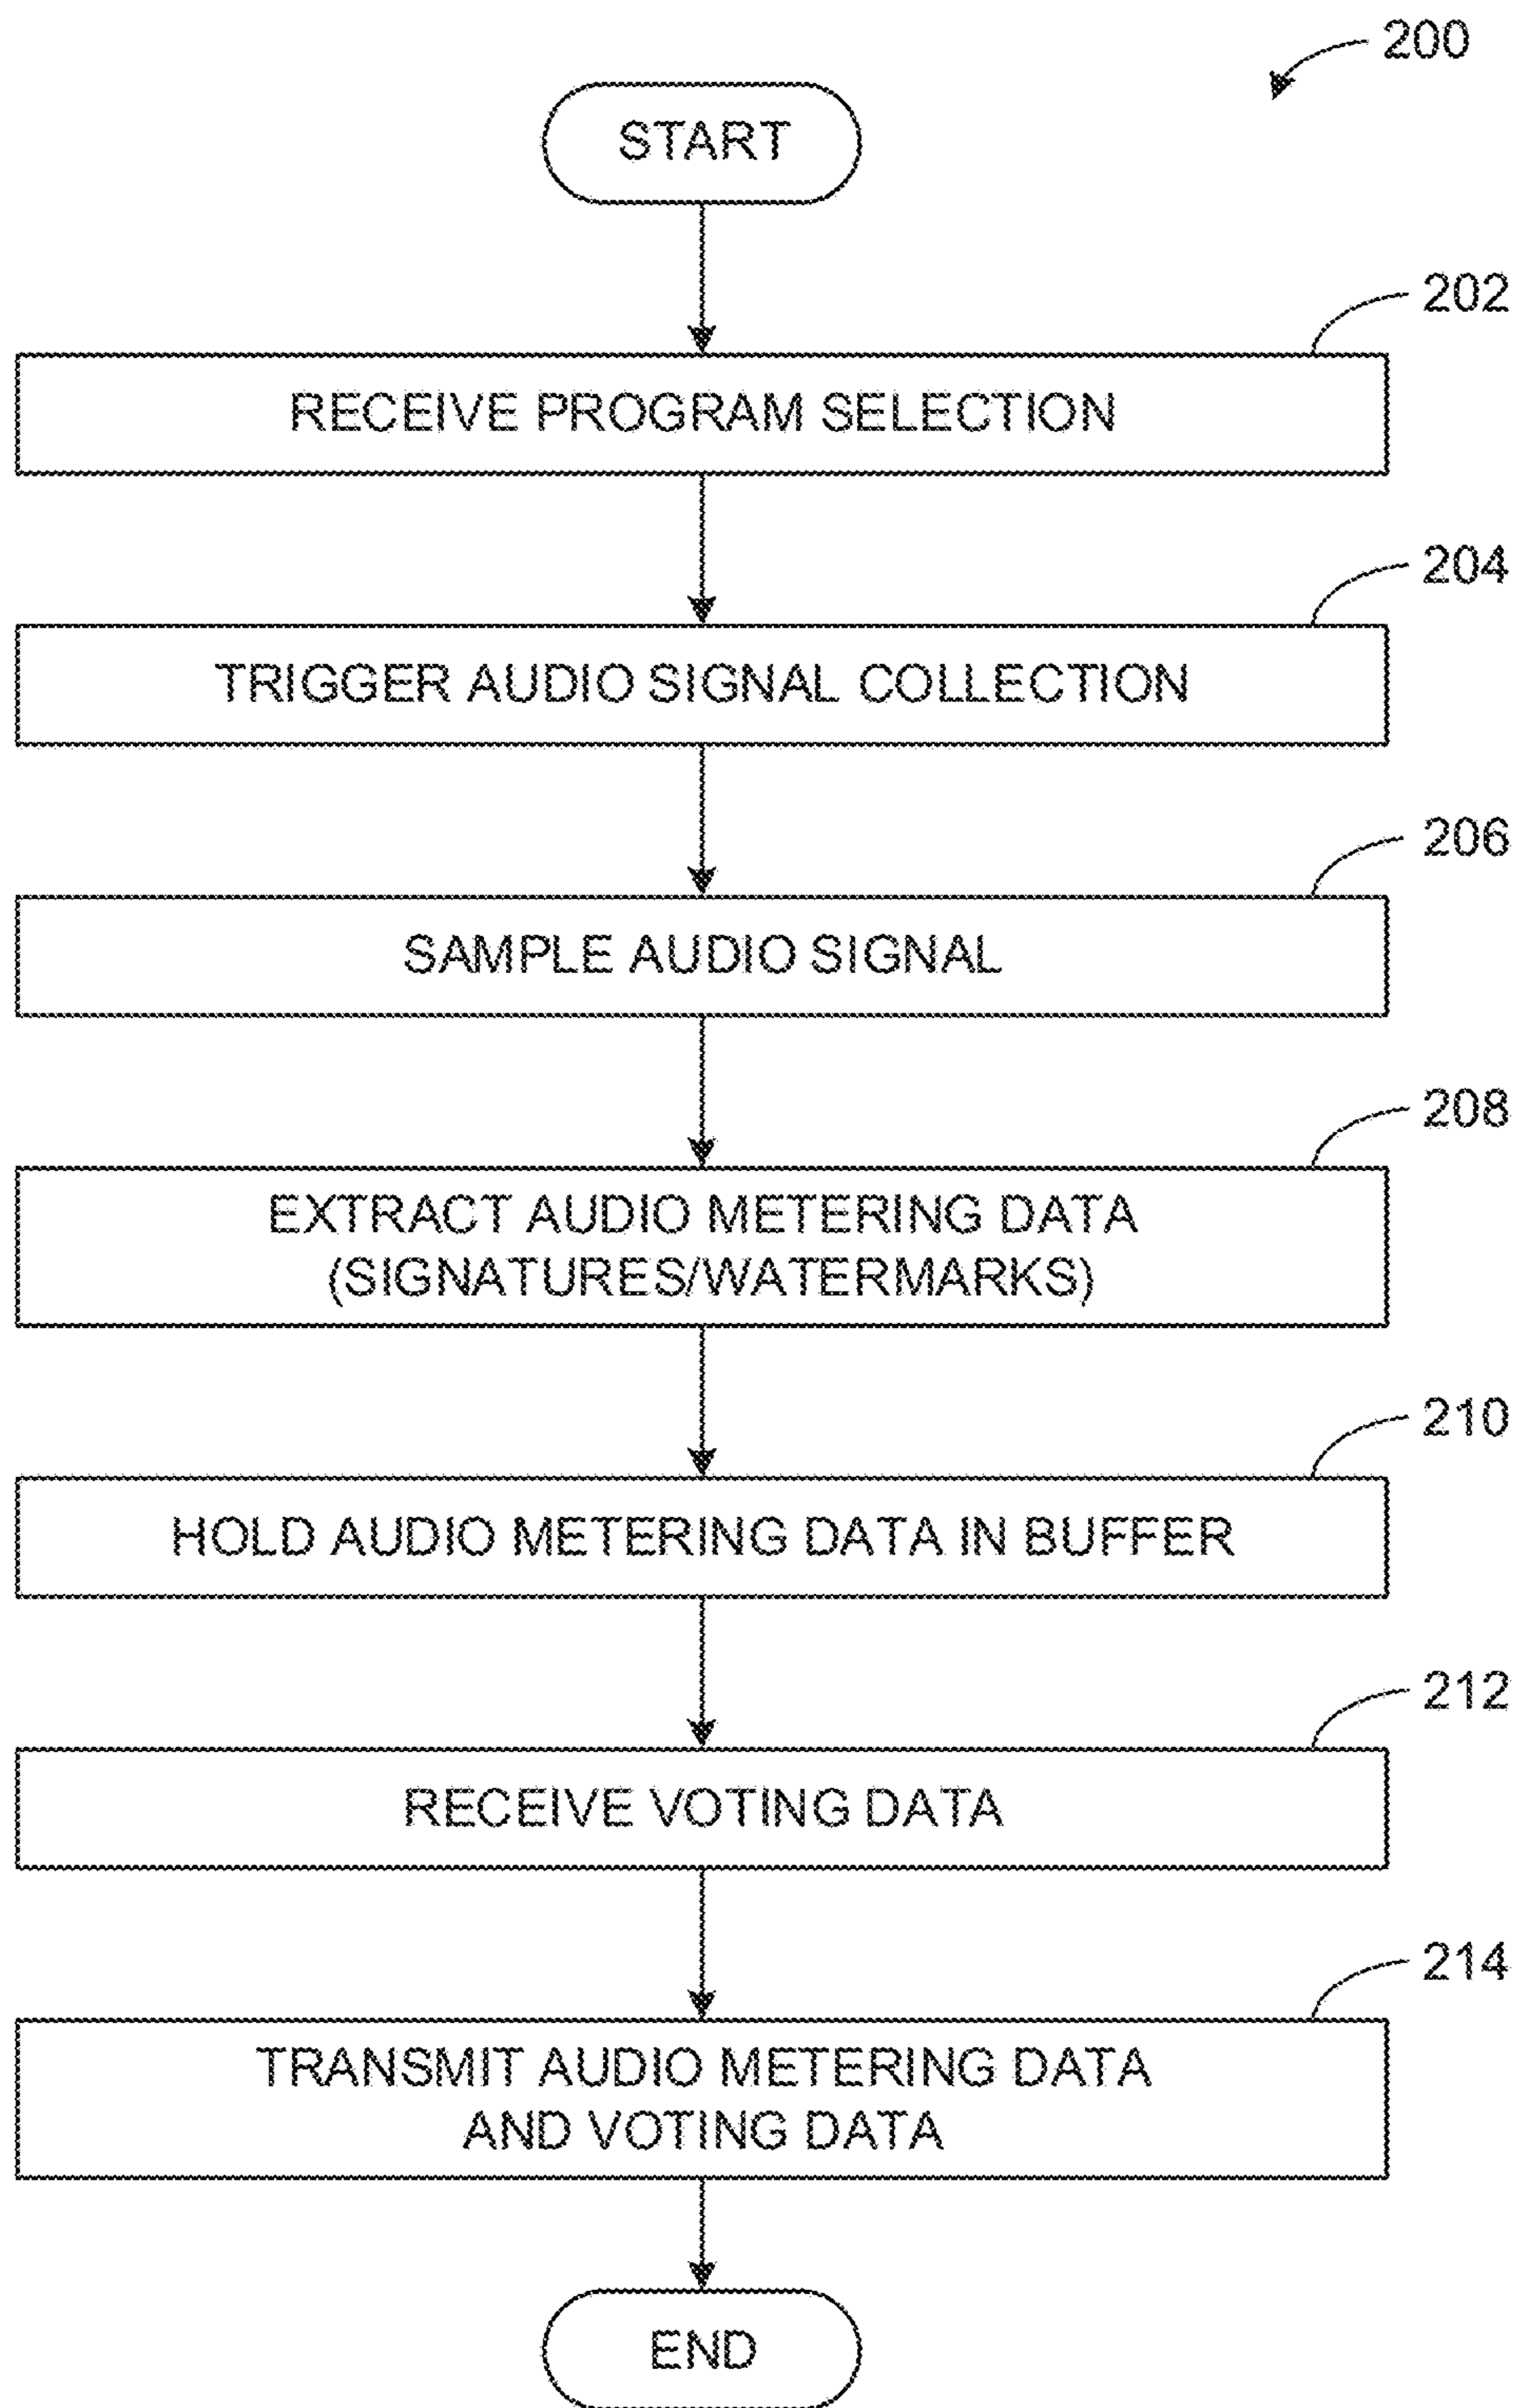 200
START
202
RECEIVE PROGRAM SELECTION
204
TRIGGER AUDIO SIGNAL COLLECTION
206
SAMPLE AUDIO SIGNAL
208
EXTRACT AUDIO METERING DATA
(SIGNATURES/WATERMARKS)
210
HOLD AUDIO METERING DATA IN BUFFER
212
RECEIVE VOTING DATA
214
TRANSMIT AUDIO METERING DATA
AND VOTING DATA
END